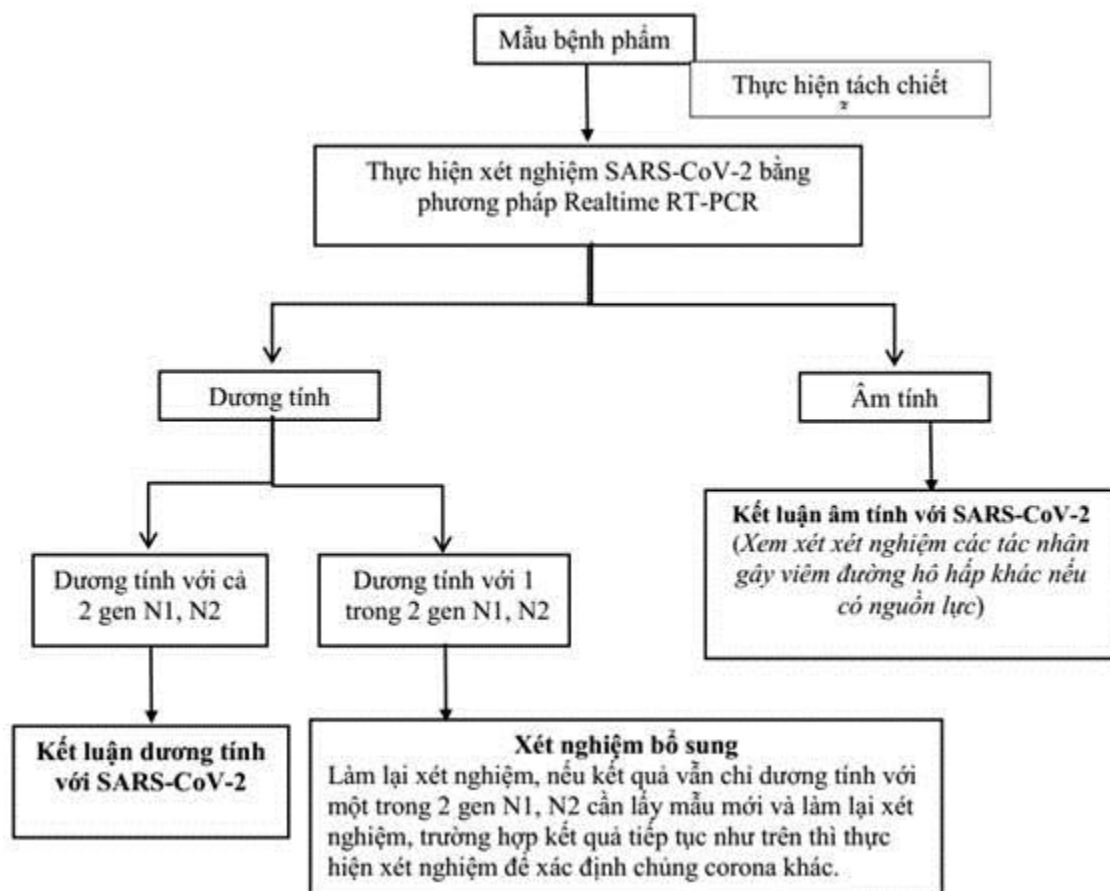 Mẫu bệnh phẩm
Thực hiện tách chiết
Thực hiện xét nghiệm SARS-CoV-2 bằng
phương pháp Realtime RT-PCR
Dương tính
Âm tính
Dương tính với cả
2 gen N1, N2
Dương tính với 1
trong 2 gen N1, N2
Kết luận âm tính với SARS-CoV-2
(Xem xét xét nghiệm các tác nhân
gây viêm đường hô hấp khác nếu
có nguồn lực)
Kết luận dương tính
với SARS-CoV-2
Xét nghiệm bổ sung
Làm lại xét nghiệm, nếu kết quả vẫn chỉ dương tính với
một trong 2 gen N1, N2 cần lấy mẫu mới và làm lại xét
nghiệm, trường hợp kết quả tiếp tục như trên thì thực
hiện xét nghiệm để xác định chủng corona khác.